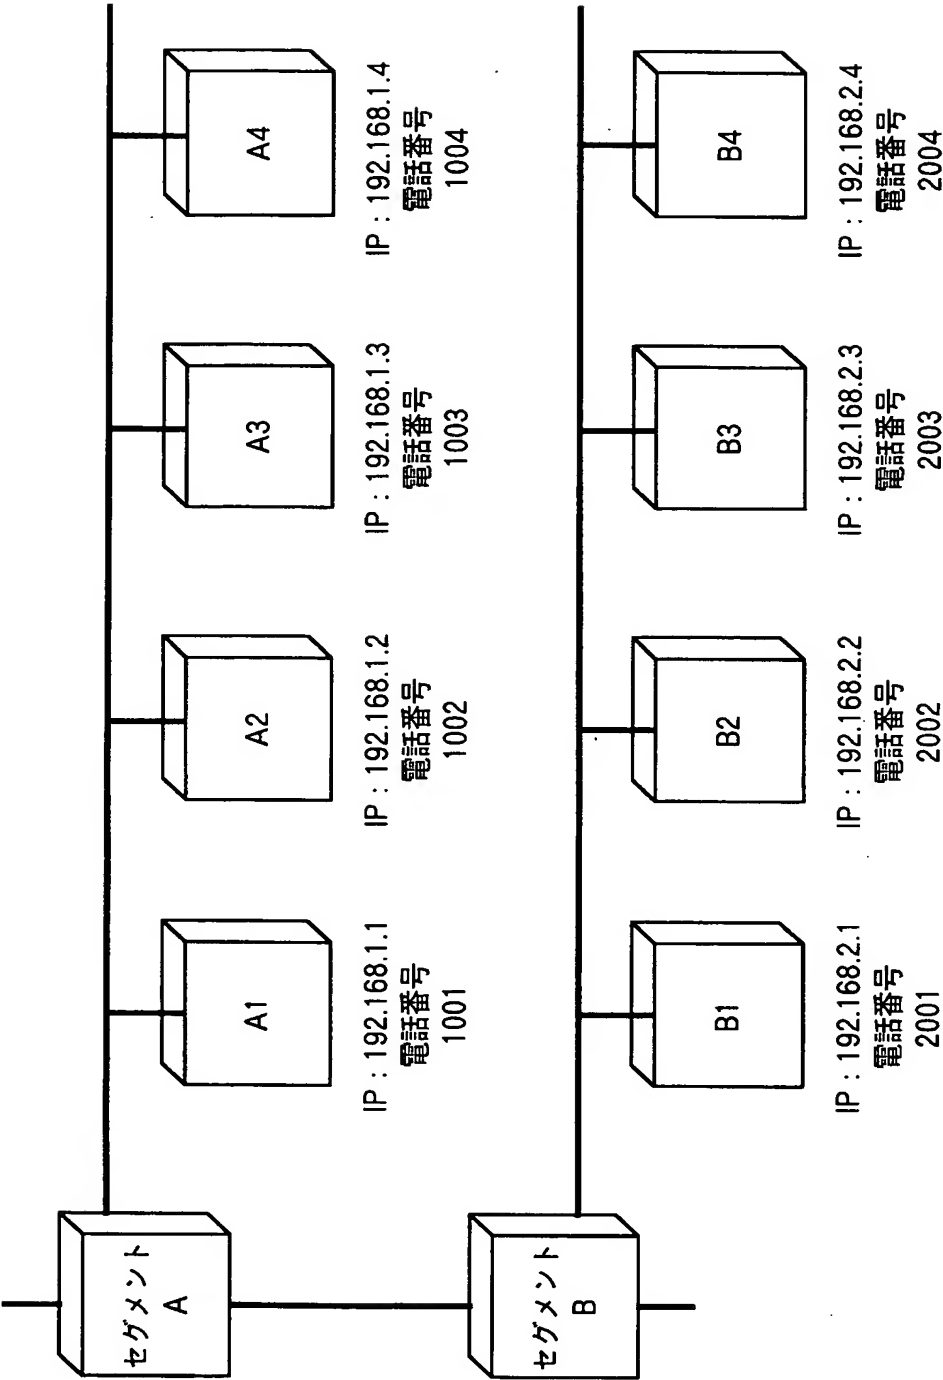 セグメント
A
A1
IP：192.168.1.1
電話番号
1001
A2
IP：192.168.1.2
電話番号
1002
A3
IP：192.168.1.3
電話番号
1003
A4
IP：192.168.1.4
電話番号
1004
セグメント
B
B1
IP：192.168.2.1
電話番号
2001
B2
IP：192.168.2.2
電話番号
2002
B3
IP：192.168.2.3
電話番号
2003
B4
IP：192.168.2.4
電話番号
2004